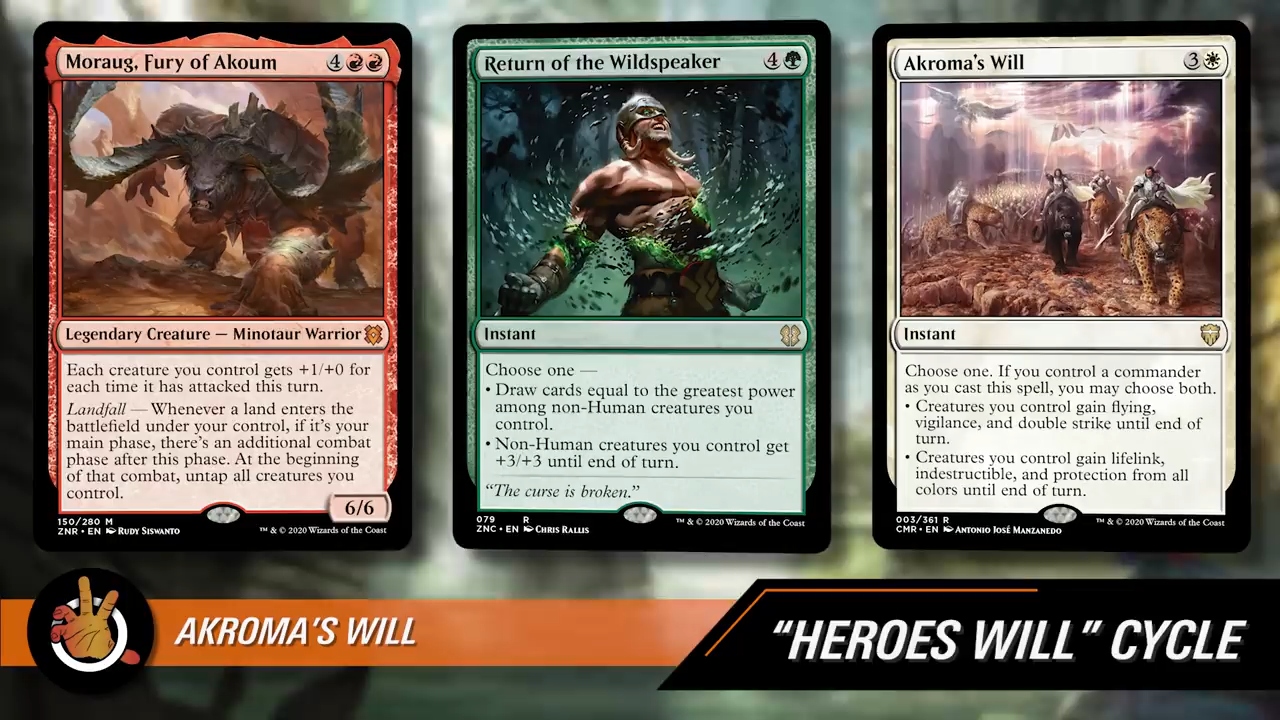 Moraug, Fury of Akoum 4
Legendary Creature — Minotaur Warrior
Each creature you control gets +1/+0 for
each time it has attacked this turn.
Landfall — Whenever a land enters the
battlefield under your control, if it's your
main phase, there's an additional combat
phase after this phase. At the beginning
of that combat, untap all creatures you
control.
6/6
150/280 M
ZNR • EN Rudy Siswanto
™ & © 2020 Wizards of the Coast
Return of the Wildspeaker 4
Instant
Choose one —
• Draw cards equal to the greatest power
among non-Human creatures you
control.
• Non-Human creatures you control get
+3/+3 until end of turn.
“The curse is broken.”
079 R
ZNC • EN Chris Rallis
™ & © 2020 Wizards of the Coast
Akroma's Will 3
Instant
Choose one. If you control a commander
as you cast this spell, you may choose both.
• Creatures you control gain flying,
vigilance, and double strike until end of
turn.
• Creatures you control gain lifelink,
indestructible, and protection from all
colors until end of turn.
003/361 R
CMR • EN Antonio José Manzanedo
™ & © 2020 Wizards of the Coast
AKROMA'S WILL
“HEROES WILL” CYCLE